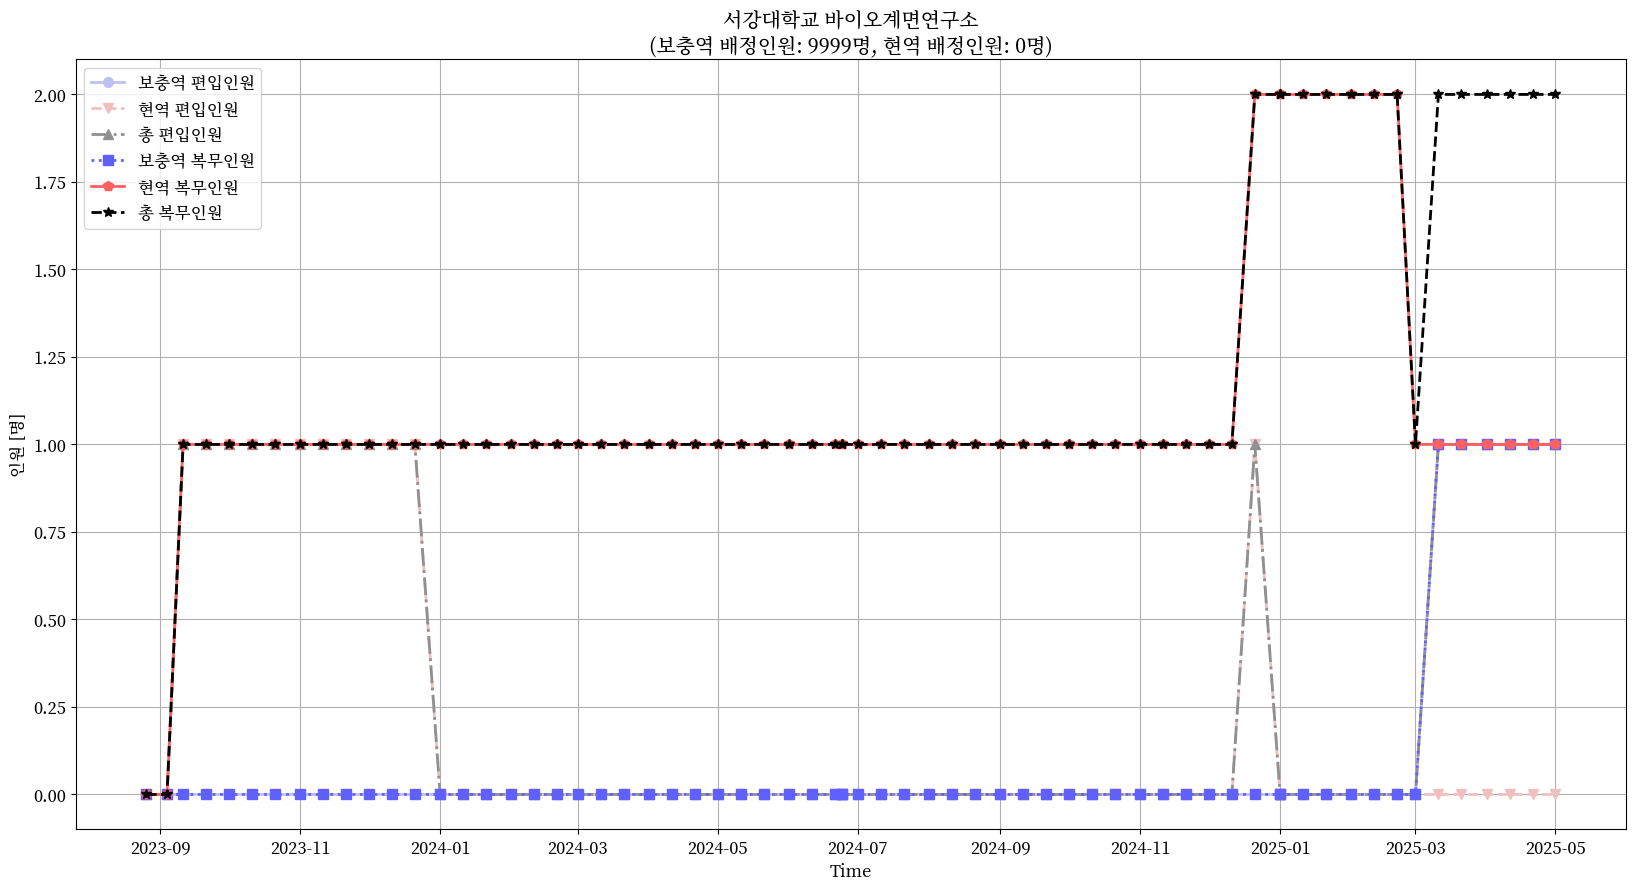 서강대학교 바이오계면연구소
(보충역 배정인원: 9999명, 현역 배정인원: 0명)
보충역 편입인원
현역 편입인원
총 편입인원
보충역 복무인원
현역 복무인원
총 복무인원
인원 [명]
2.00
1.75
1.50
1.25
1.00
0.75
0.50
0.25
0.00
2023-09
2023-11
2024-01
2024-03
2024-05
2024-07
2024-09
2024-11
2025-01
2025-03
2025-05
Time